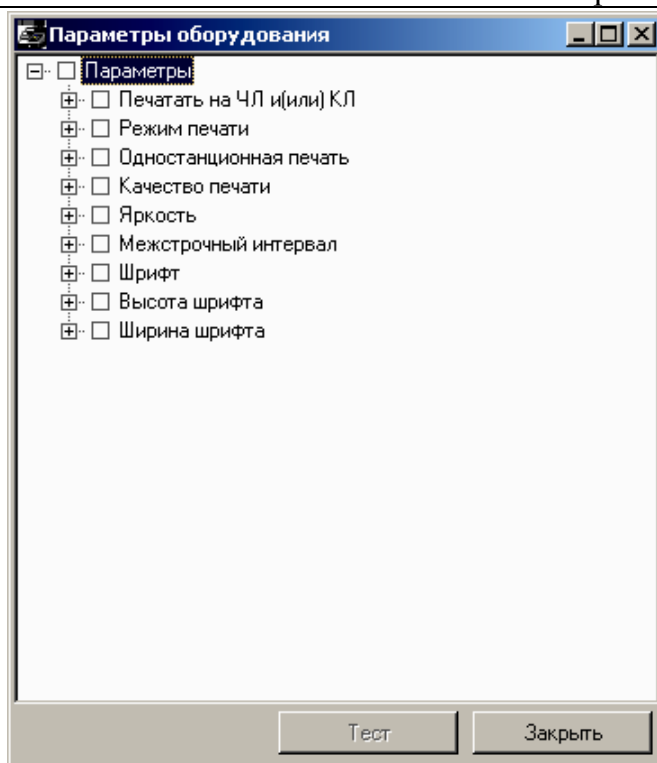 Параметры оборудования
Параметры
Печатать на ЧЛ и(или) КЛ
Режим печати
Одностанционная печать
Качество печати
Яркость
Межстрочный интервал
Шрифт
Высота шрифта
Ширина шрифта
Тест
Закрыть